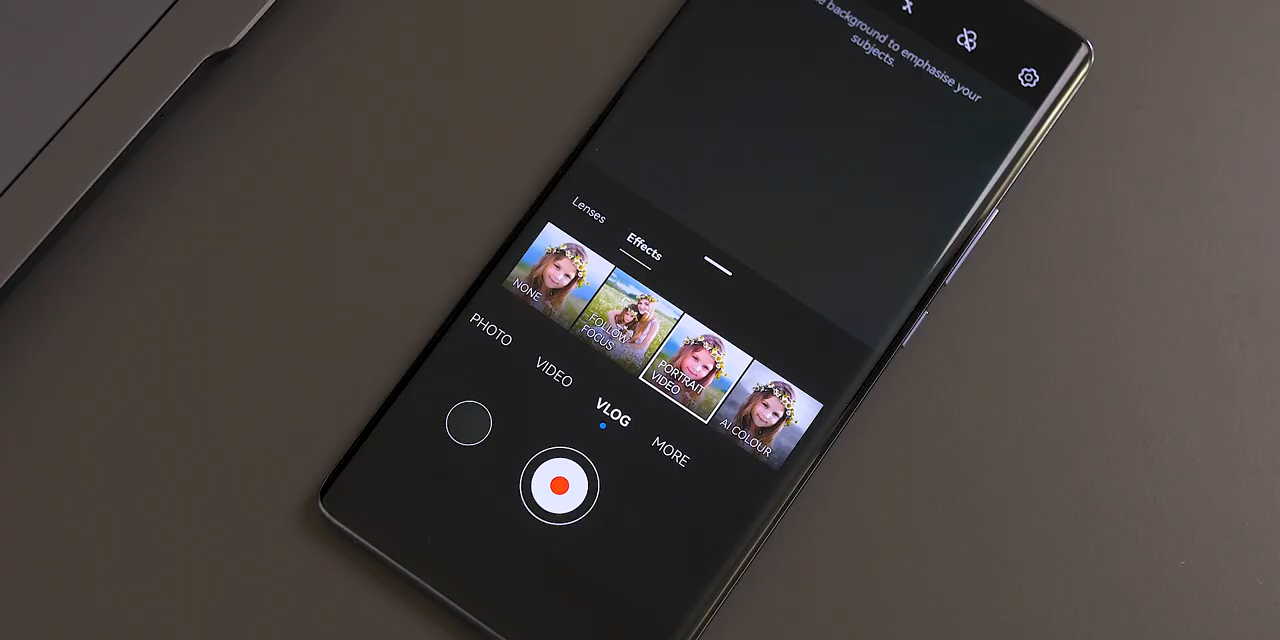 background to emphasise your
subjects.
Lenses
Effects
NONE
FOLLOW
FOCUS
PORTRAIT
VIDEO
AI COLOUR
PHOTO
VIDEO
VLOG
MORE